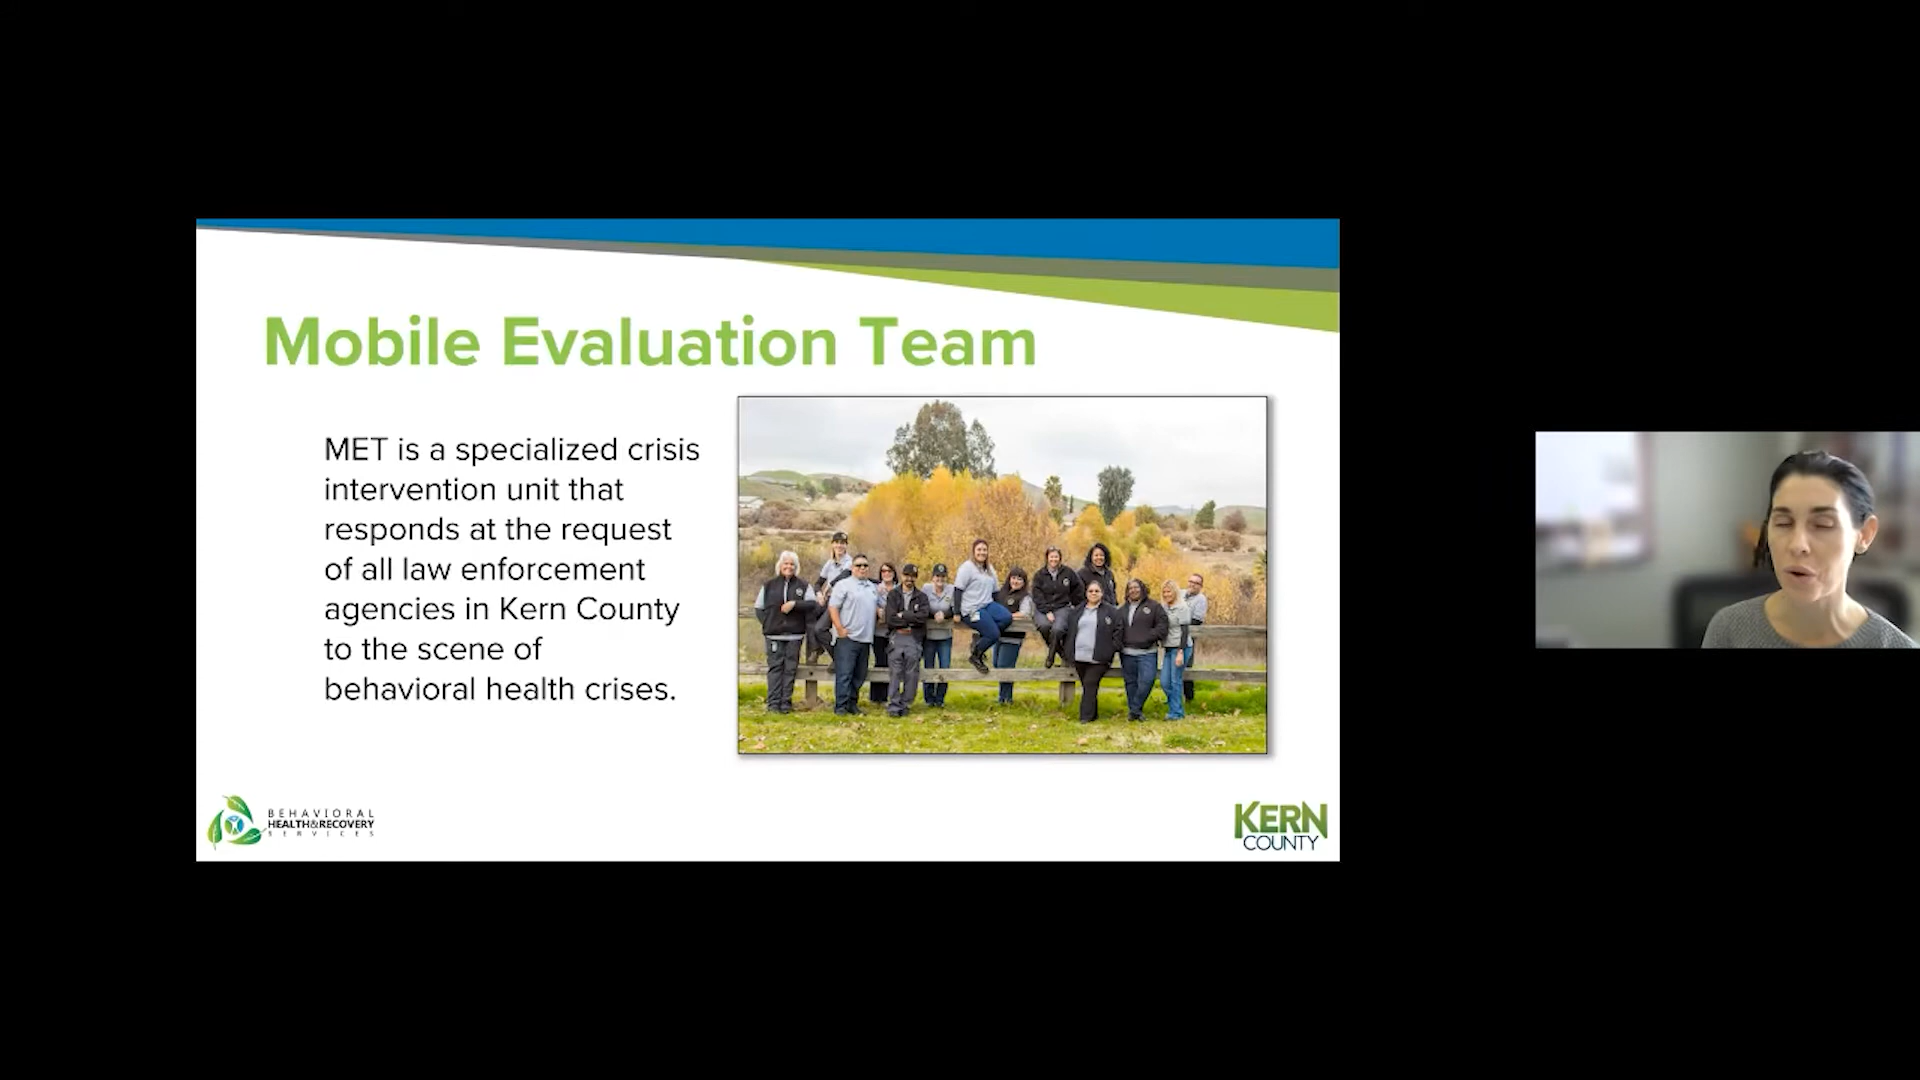 Mobile Evaluation Team
MET is a specialized crisis
intervention unit that
responds at the request
of all law enforcement
agencies in Kern County
to the scene of
behavioral health crises.
BEHAVIORAL
HEALTH&RECOVERY
SERVICES
KERN
COUNTY